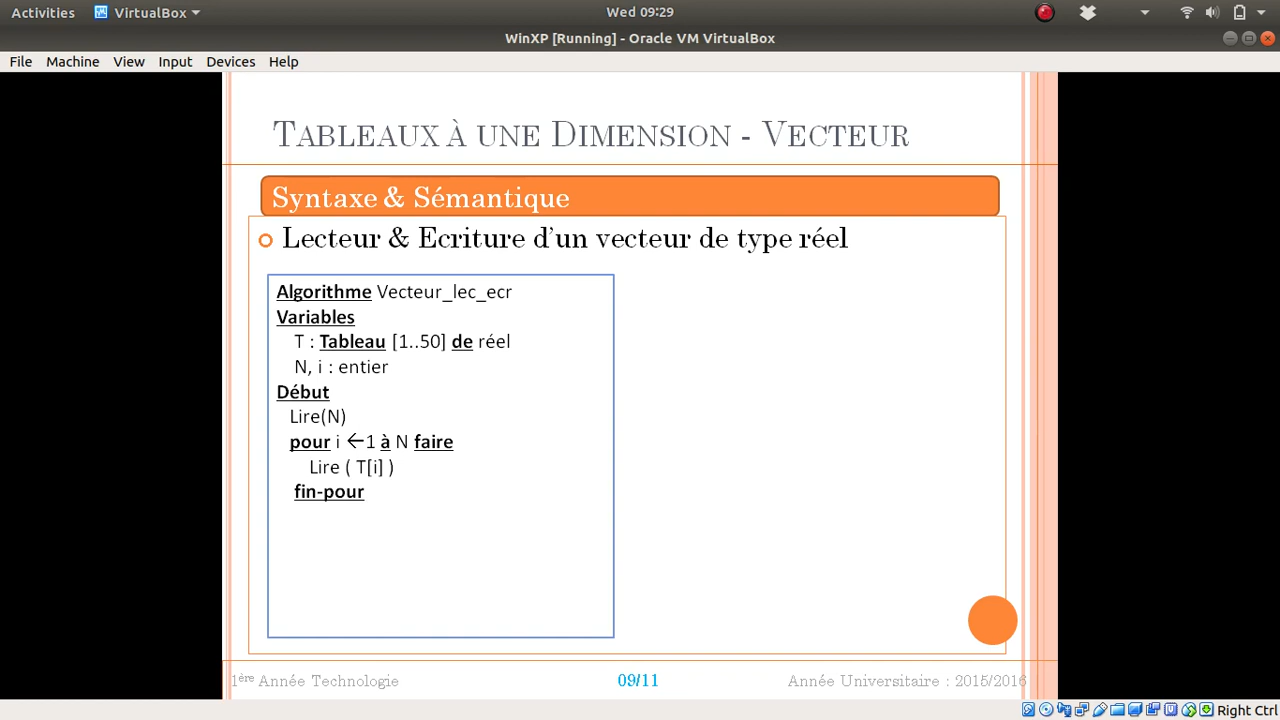 Activities VirtualBox Wed 09:29
WinXP [Running] - Oracle VM VirtualBox
File Machine View Input Devices Help
Tableaux à une Dimension - Vecteur
Syntaxe & Sémantique
Lecteur & Ecriture d'un vecteur de type réel
Algorithme Vecteur_lec_ecr
Variables
T : Tableau [1..50] de réel
N, i : entier
Début
Lire(N)
pour i ←1 à N faire
Lire ( T[i] )
fin-pour
1ère Année Technologie 09/11 Année Universitaire : 2015/2016
Right Ctrl